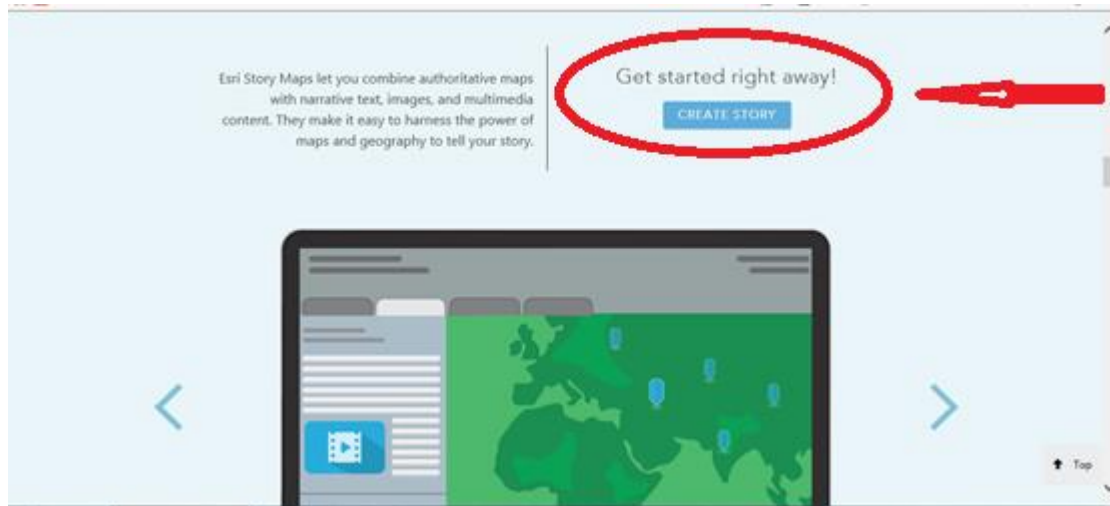 Esri Story Maps let you combine authoritative maps
with narrative text, images, and multimedia
content. They make it easy to harness the power of
maps and geography to tell your story.
Get started right away!
CREATE STORY
Top